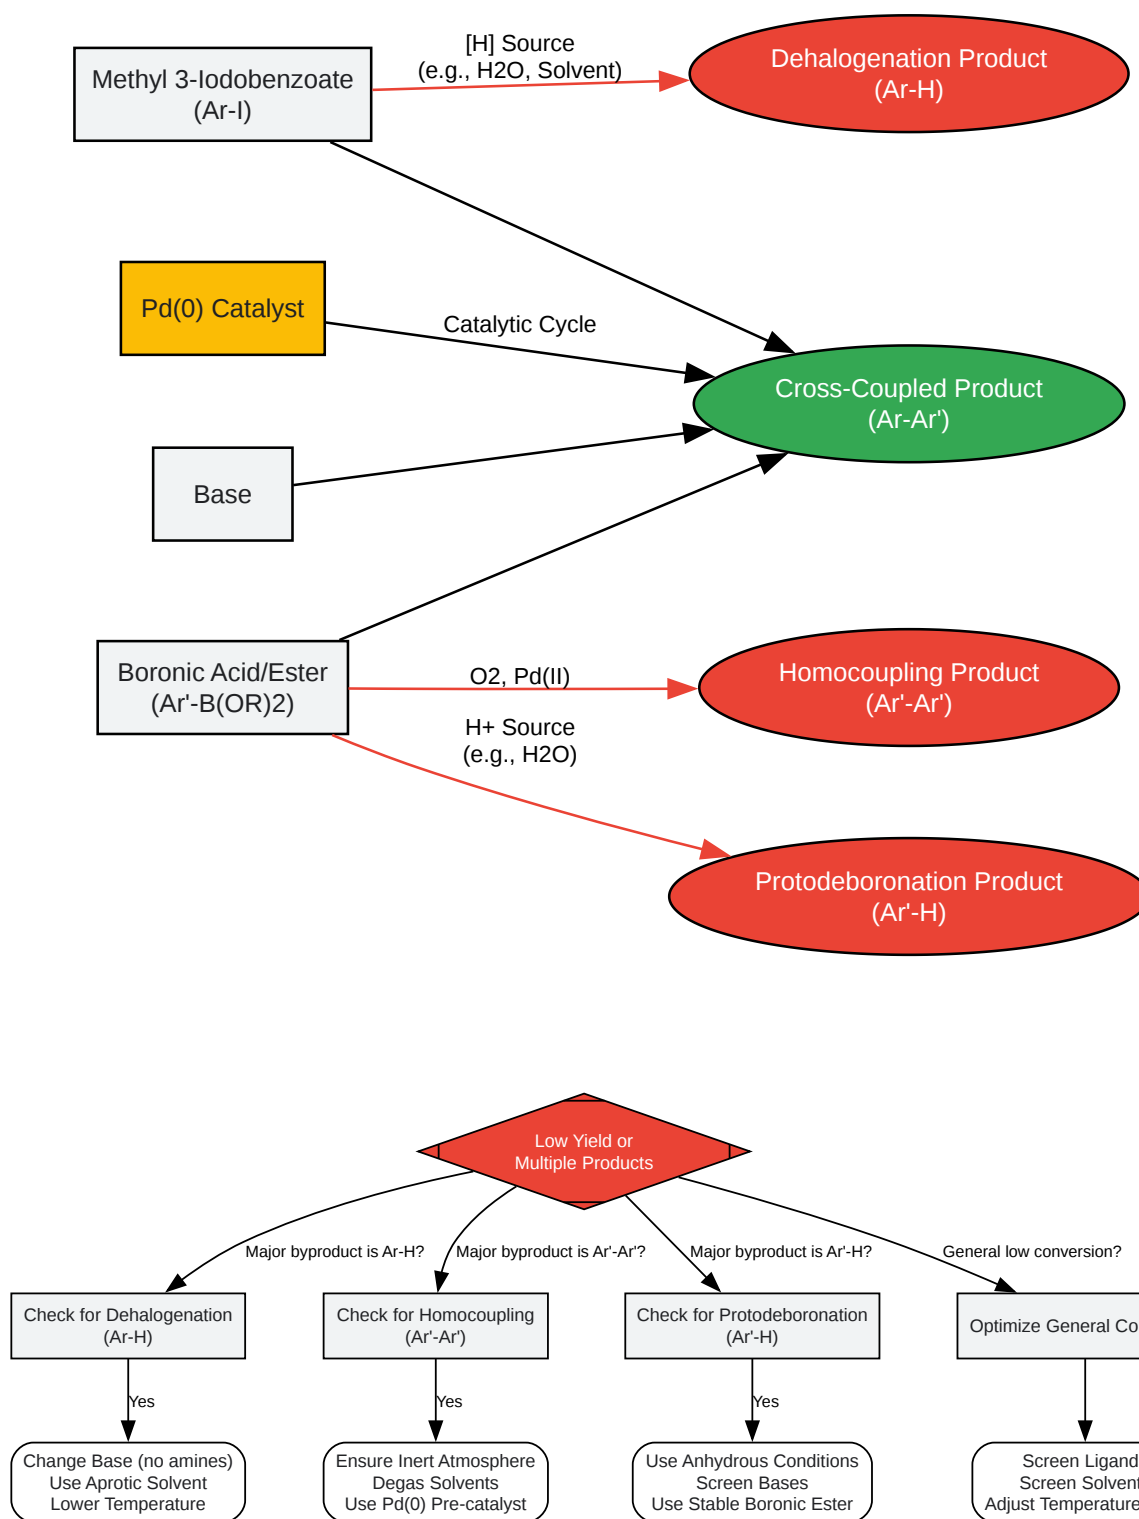 [H] Source
(e.g., H2O, Solvent)
Methyl 3-Iodobenzoate
(Ar-I)
Dehalogenation Product
(Ar-H)
Pd(0) Catalyst
Catalytic Cycle
Cross-Coupled Product
(Ar-Ar')
Base
Boronic Acid/Ester
(Ar'-B(OR)2)
O2, Pd(II)
Homocoupling Product
(Ar'-Ar')
H+ Source
(e.g., H2O)
Protodeboronation Product
(Ar'-H)
Low Yield or
Multiple Products
Major byproduct is Ar-H?
Major byproduct is Ar'-Ar'?
Major byproduct is Ar'-H?
General low conversion?
Check for Dehalogenation
(Ar-H)
Check for Homocoupling
(Ar'-Ar')
Check for Protodeboronation
(Ar'-H)
Optimize General
Yes
Yes
Yes
Change Base (no amines)
Use Aprotic Solvent
Lower Temperature
Ensure Inert Atmosphere
Degas Solvents
Use Pd(0) Pre-catalyst
Use Anhydrous Conditions
Screen Bases
Use Stable Boronic Ester
Screen Ligand
Screen Solvent
Adjust Temperature